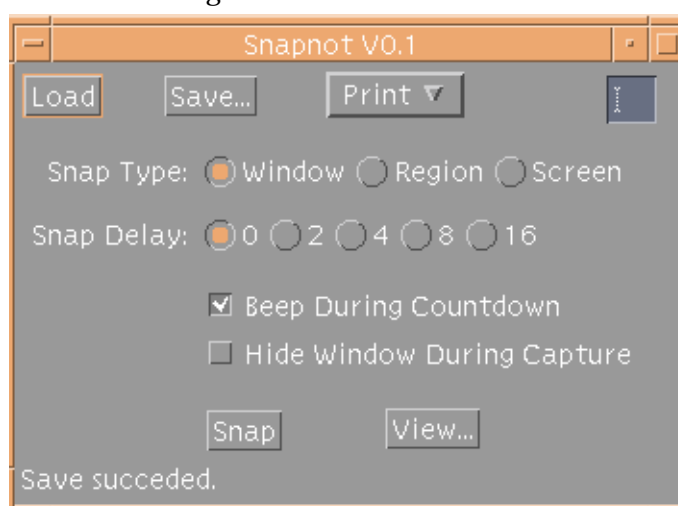 Snapnot V0.1
Load Save... Print
Snap Type: Window Region Screen
Snap Delay: 0 2 4 8 16
Beep During Countdown
Hide Window During Capture
Snap View...
Save succeded.